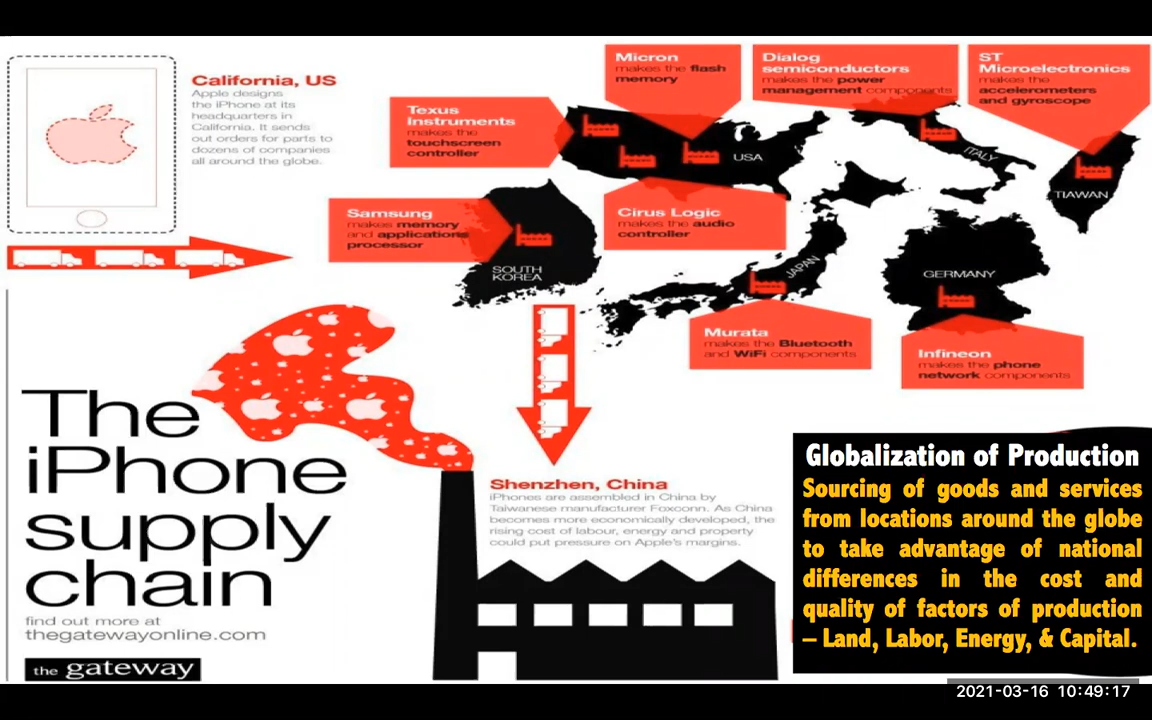 California, US
Apple designs
the iPhone at its
headquarters in
California. It sends
out orders for parts to
dozens of companies
all around the globe.
Texus
Instruments
makes the
touchscreen
controller
Micron
makes the flash
memory
Dialog
semiconductors
makes the power
management components
ST
Microelectronics
makes the
accelerometers
and gyroscope
USA
ITALY
TIAWAN
Samsung
makes memory
and applications
processor
Cirus Logic
makes the audio
controller
SOUTH
KOREA
JAPAN
GERMANY
Murata
makes the Bluetooth
and WiFi components
Infineon
makes the phone
network components
The
iPhone
supply
chain
find out more at
thegatewayonline.com
the gateway
Shenzhen, China
iPhones are assembled in China by
Taiwanese manufacturer Foxconn. As China
becomes more economically developed, the
rising cost of labour, energy and property
could put pressure on Apple's margins.
Globalization of Production
Sourcing of goods and services
from locations around the globe
to take advantage of national
differences in the cost and
quality of factors of production
– Land, Labor, Energy, & Capital.
2021-03-16 10:49:17